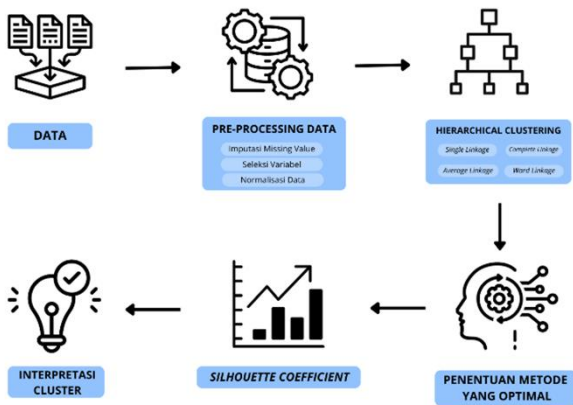 DATA
PRE-PROCESSING DATA
Imputasi Missing Value
Seleksi Variabel
Normalisasi Data
HIERARCHICAL CLUSTERING
Single Linkage
Complete Linkage
Average Linkage
Ward Linkage
PENENTUAN METODE
YANG OPTIMAL
SILHOUETTE COEFFICIENT
INTERPRETASI
CLUSTER